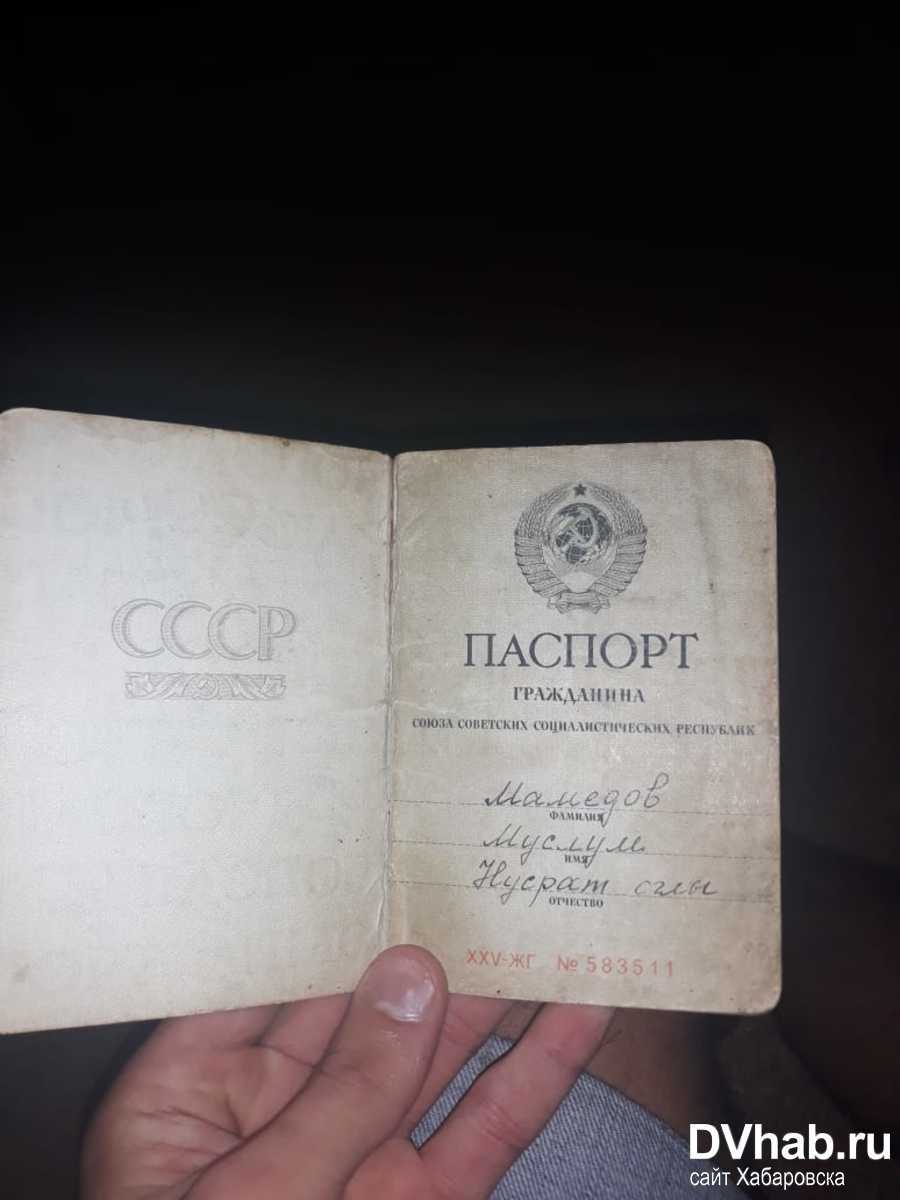 СССР
ПАСПОРТ
ГРАЖДАНИНА
СОЮЗА СОВЕТСКИХ СОЦИАЛИСТИЧЕСКИХ РЕСПУБЛИК
Мамедов
ФАМИЛИЯ
Муслум
ИМЯ
Нусрат оглы
ОТЧЕСТВО
XXV-ЖГ № 583511
DVhab.ru
сайт Хабаровска